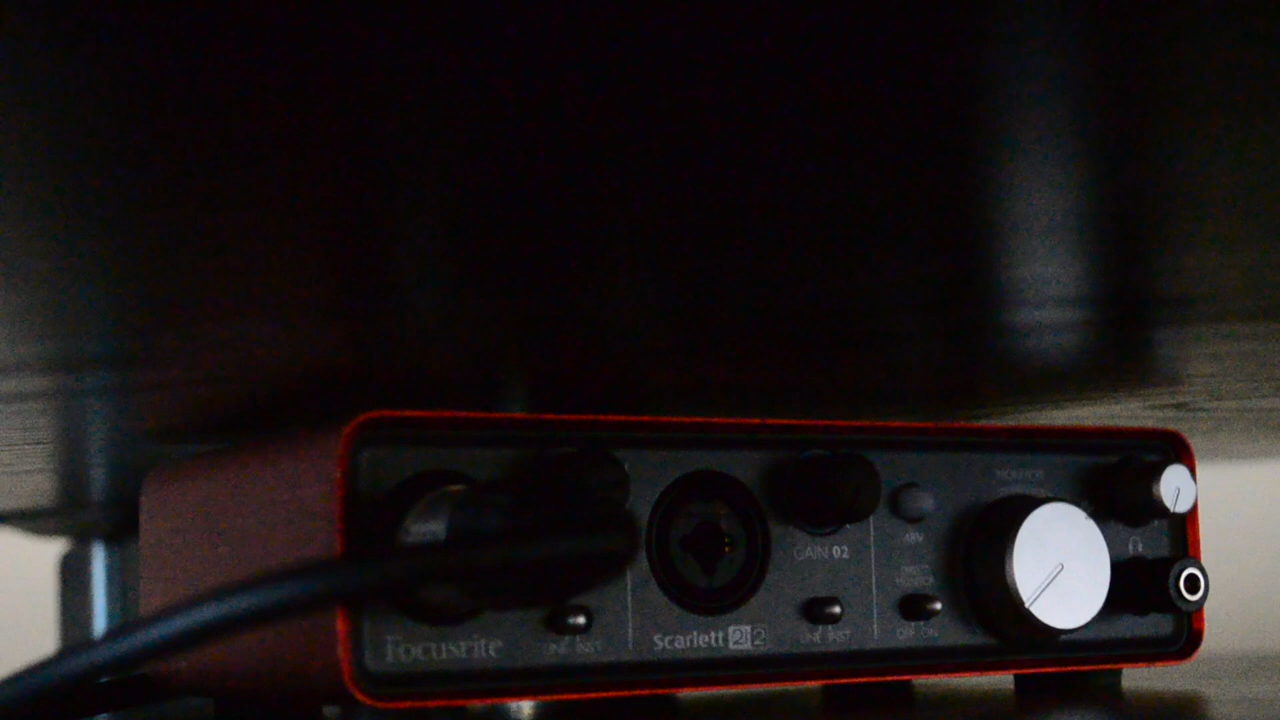 MONITOR
48V
GAIN 02
DIRECT
MONITOR
LINE INST
OFF ON
Focusrite
LINE INST
Scarlett 2i2